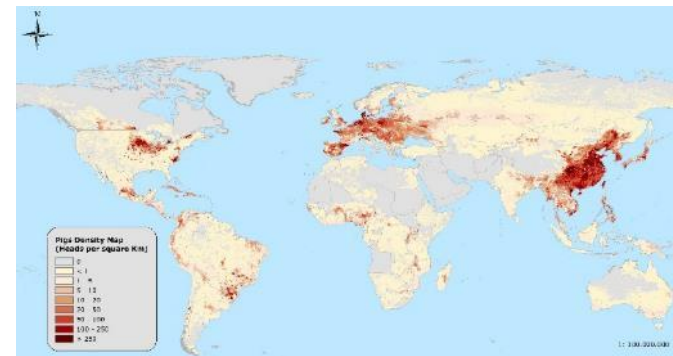 N
Pigs Density Map
(Heads per Square Km)
0
< 1
1 - 5
5 - 10
10 - 20
20 - 50
50 - 100
100 - 250
> 250
1: 100.000.000